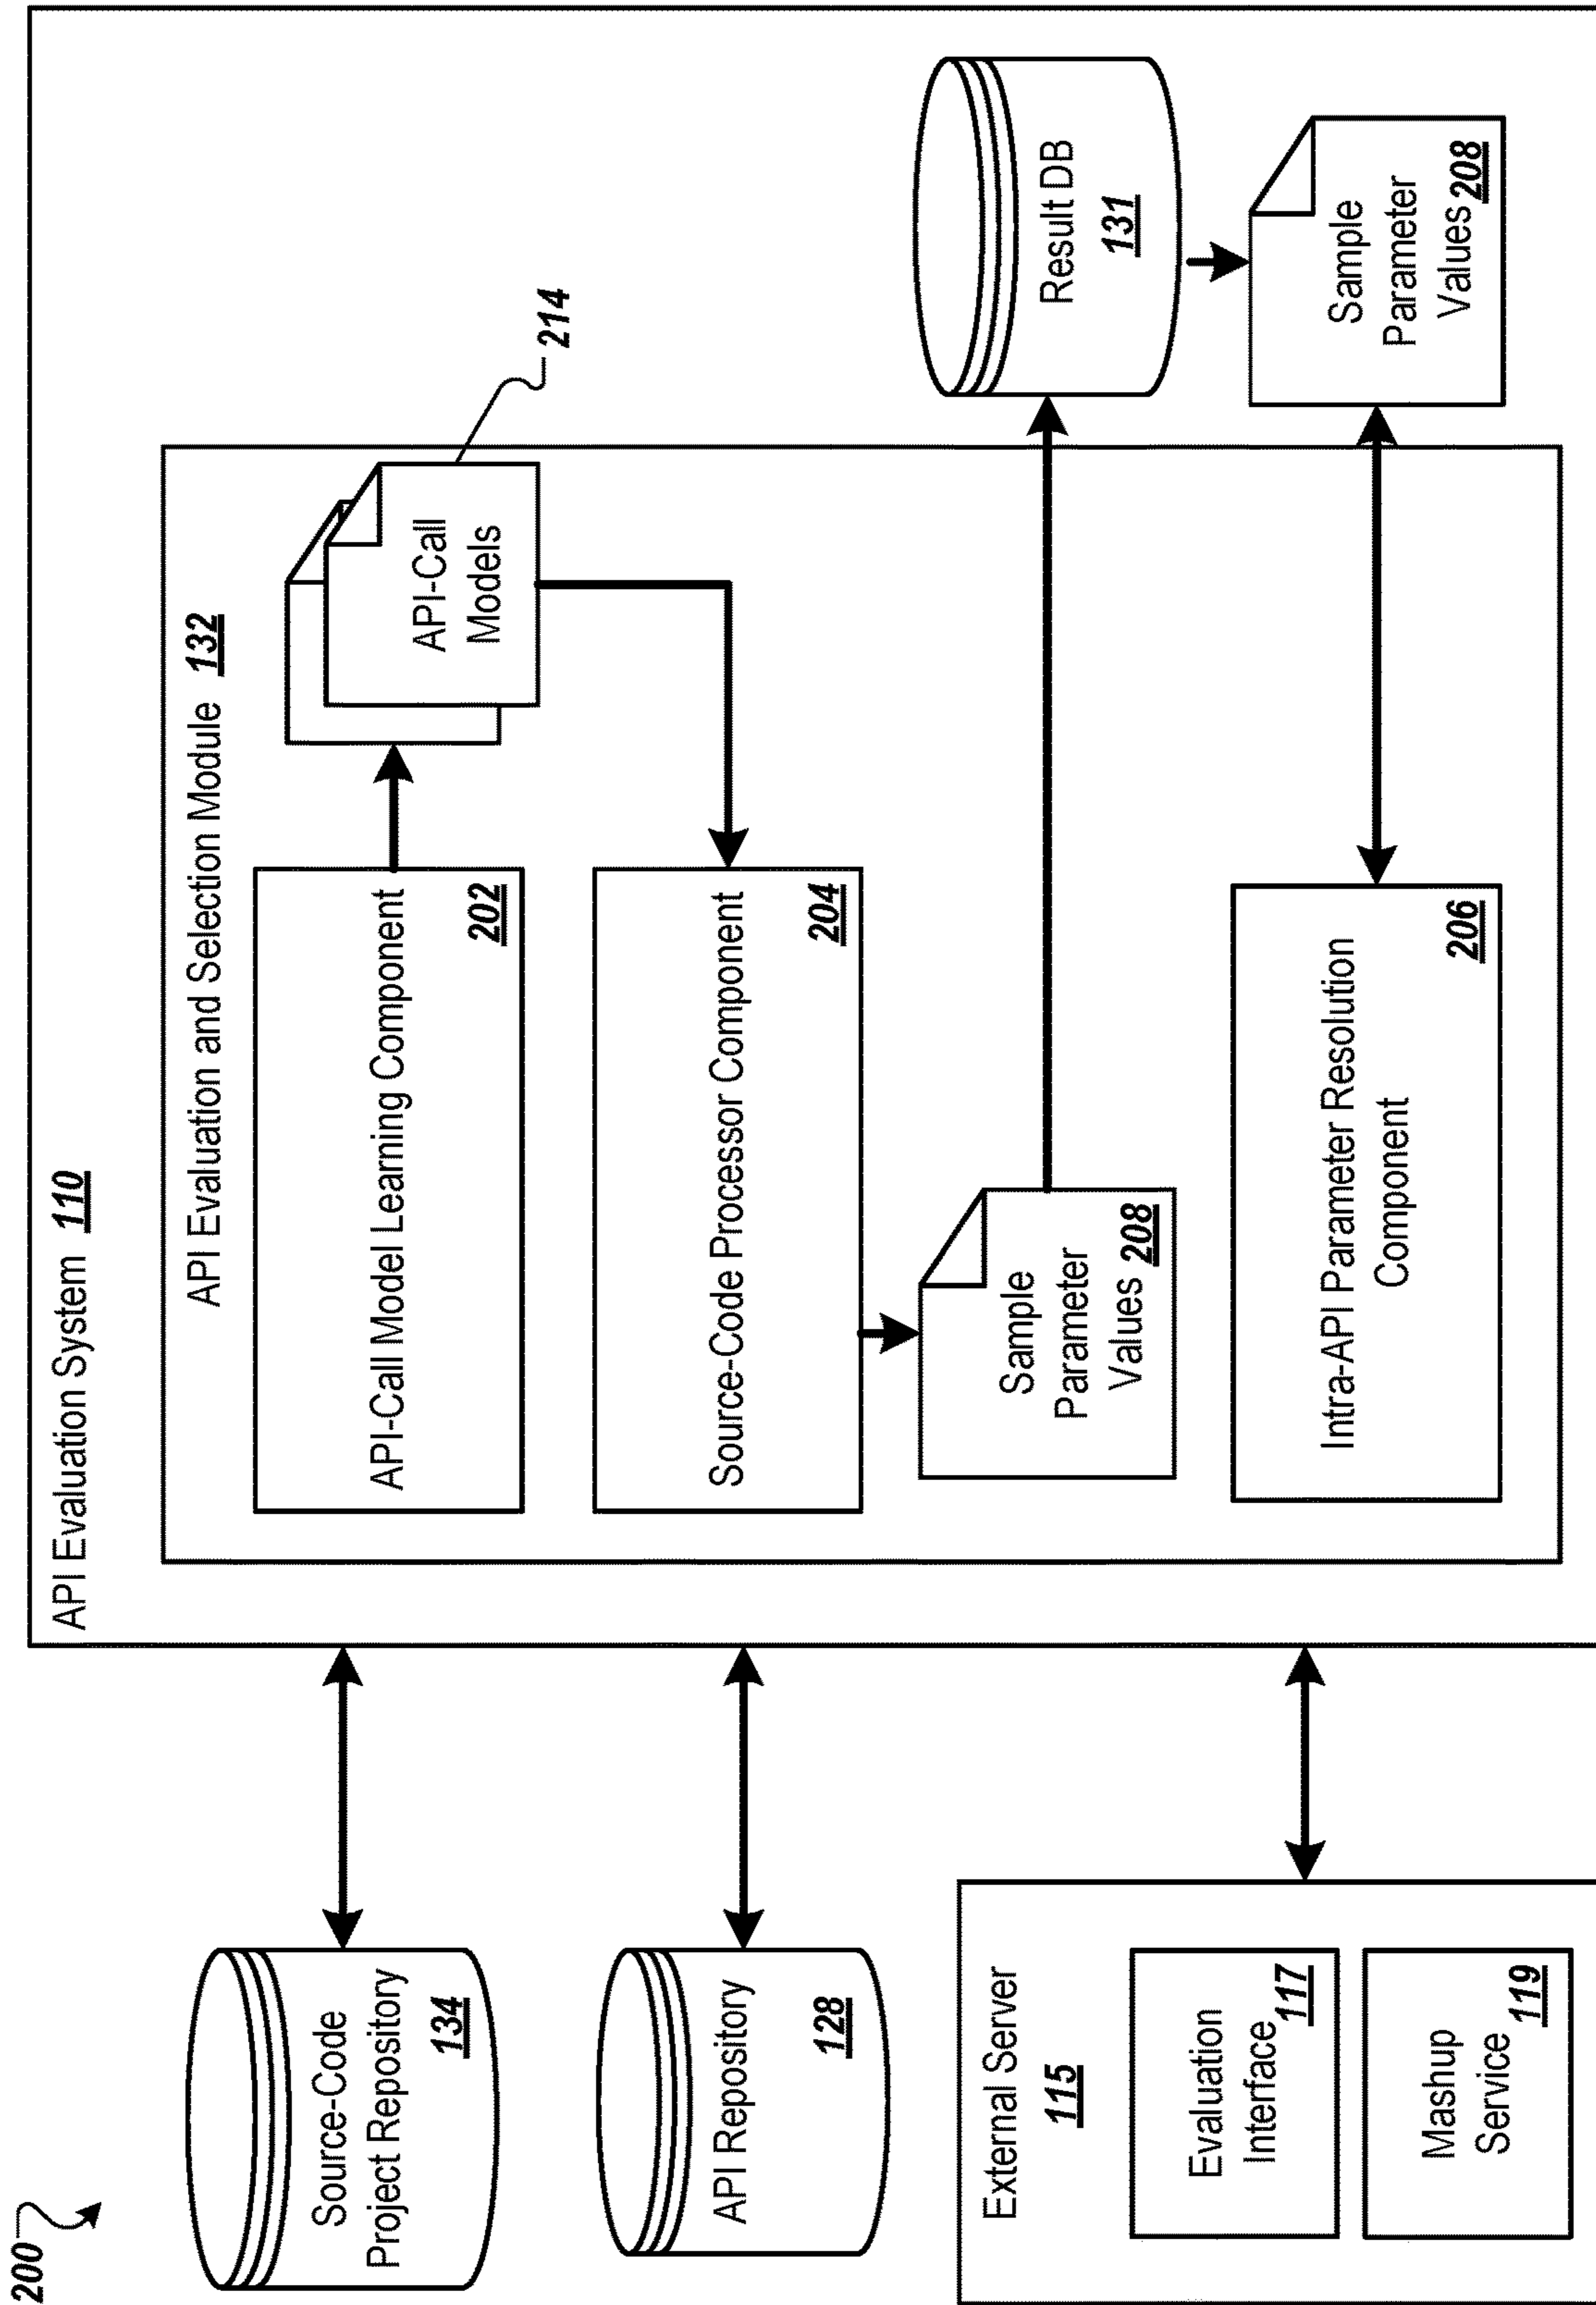 200
Source-Code
Project Repository
134
API Repository
128
External Server
115
Evaluation
Interface
117
Mashup
Service
119
API Evaluation System 110
API Evaluation and Selection Module 132
API-Call Model Learning Component
202
API-Call
Models
214
Source-Code Processor Component
204
Sample
Parameter
Values 208
Intra-API Parameter Resolution
Component
206
Result DB
131
Sample
Parameter
Values 208